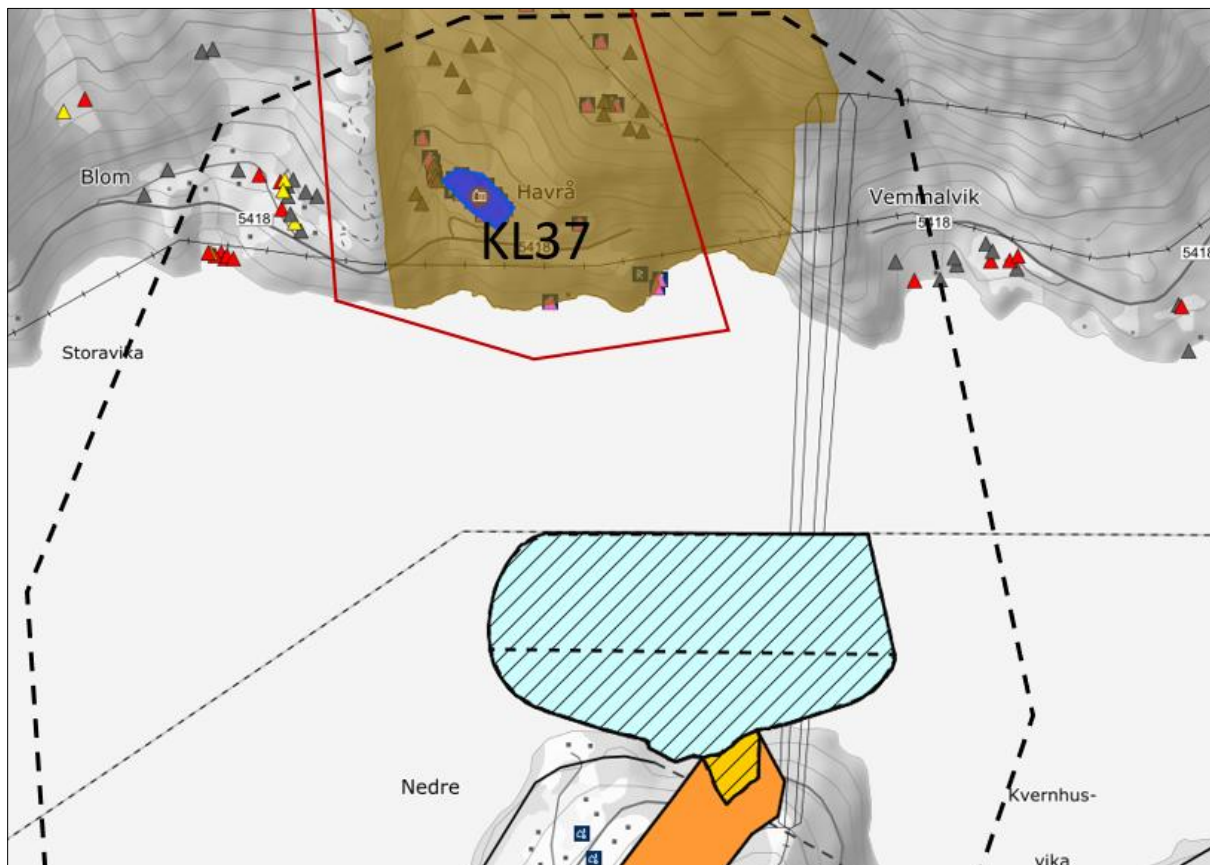 Blom
5418
Havrå
KL37
5418
Vemmalvik
5418
5418
Storavika
Nedre
Kvernhus-
vika